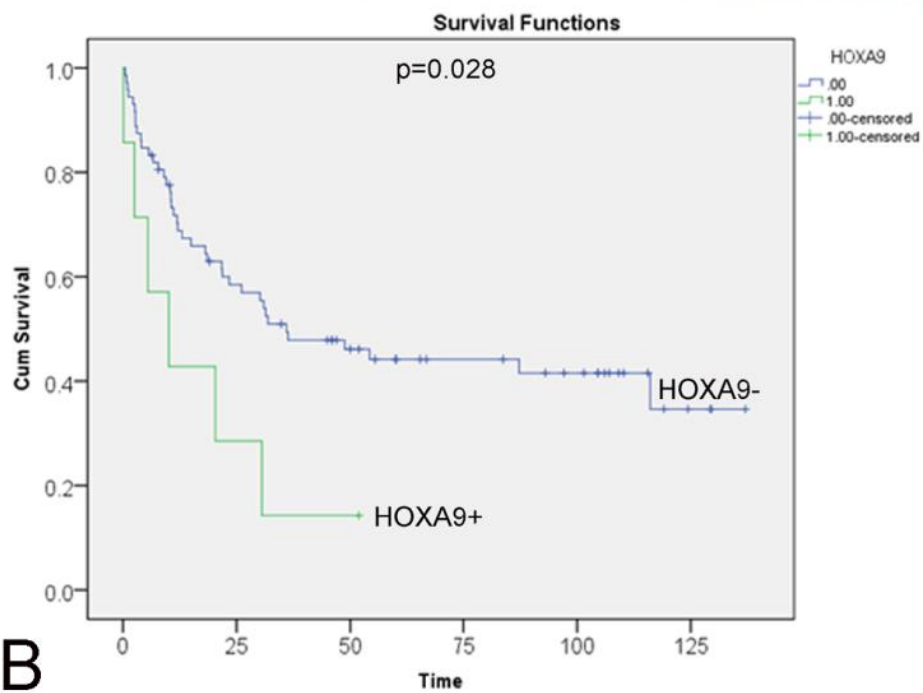 Survival Functions
p=0.028
HOXA9
.00
1.00
.00-censored
1.00-censored
Cum Survival
1.0
0.8
0.6
0.4
0.2
0.0
HOXA9-
HOXA9+
0 25 50 75 100 125
Time
B